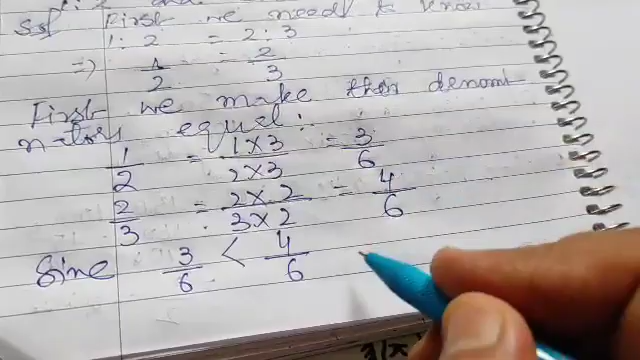 Sol First we need to know
1:2 = 2:3
=> 1/2 = 2/3
First we make their denomi-
nators equal:
1/2 = 1×3/2×3 = 3/6
2/3 = 2×2/3×2 = 4/6
Sine 3/6 < 4/6